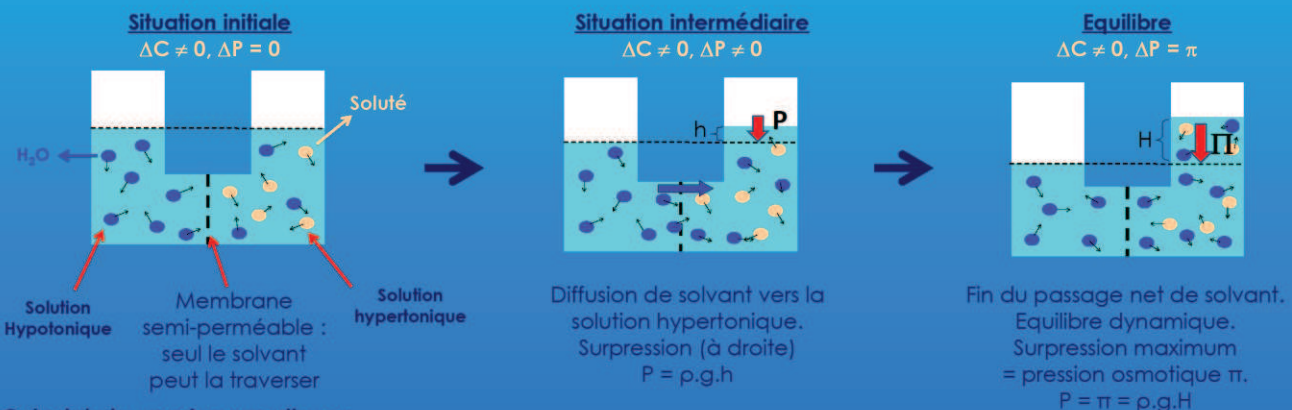 Situation initiale
ΔC ≠ 0, ΔP = 0
Soluté
H₂O
Solution
Hypotonique
Membrane
semi-perméable :
seul le solvant
peut la traverser
Solution
hypertonique
Situation intermédiaire
ΔC ≠ 0, ΔP ≠ 0
h
P
Diffusion de solvant vers la
solution hypertonique.
Surpression (à droite)
P = ρ.g.h
Equilibre
ΔC ≠ 0, ΔP = π
H
Π
Fin du passage net de solvant.
Equilibre dynamique.
Surpression maximum
= pression osmotique π.
P = π = ρ.g.H